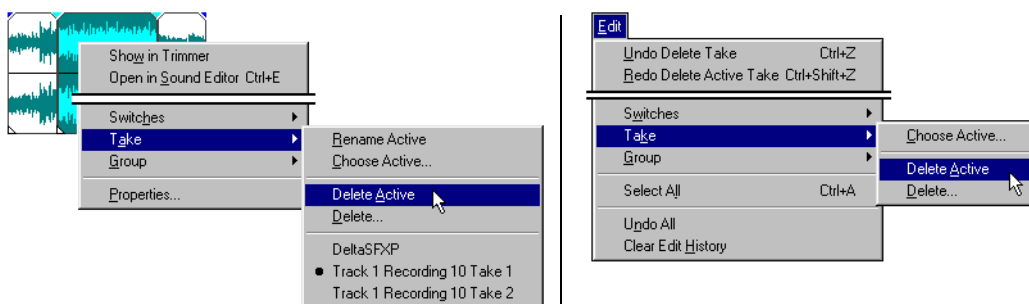 Show in Trimmer
Open in Sound Editor Ctrl+E
Switches
Take
Group
Properties...
Rename Active
Choose Active...
Delete Active
Delete...
DeltaSFXP
Track 1 Recording 10 Take 1
Track 1 Recording 10 Take 2
Edit
Undo Delete Take Ctrl+Z
Redo Delete Active Take Ctrl+Shift+Z
Switches
Take
Group
Select All Ctrl+A
Undo All
Clear Edit History
Choose Active...
Delete Active
Delete...